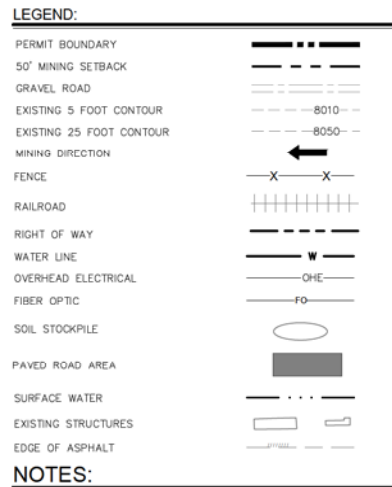 LEGEND:
PERMIT BOUNDARY
50' MINING SETBACK
GRAVEL ROAD
EXISTING 5 FOOT CONTOUR 8010
EXISTING 25 FOOT CONTOUR 8050
MINING DIRECTION
FENCE X X
RAILROAD
RIGHT OF WAY
WATER LINE W
OVERHEAD ELECTRICAL OHE
FIBER OPTIC FO
SOIL STOCKPILE
PAVED ROAD AREA
SURFACE WATER
EXISTING STRUCTURES
EDGE OF ASPHALT
NOTES: